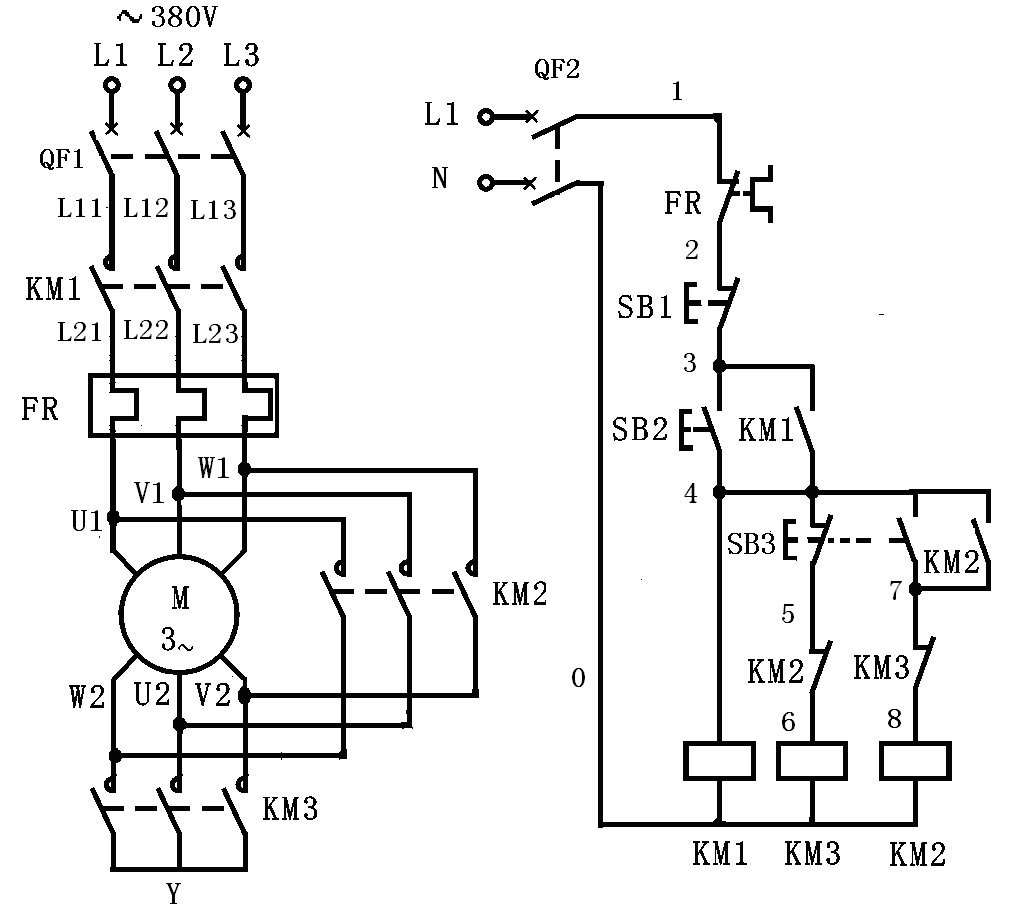 ~380V
L1 L2 L3
QF1
L11 L12 L13
KM1
L21 L22 L23
FR
W1
V1
U1
M
3~
KM2
W2 U2 V2
KM3
Y
QF2
L1
1
N
FR
2
SB1
3
SB2 KM1
4
SB3 KM2
7
5
KM2 KM3
0
6 8
KM1 KM3 KM2